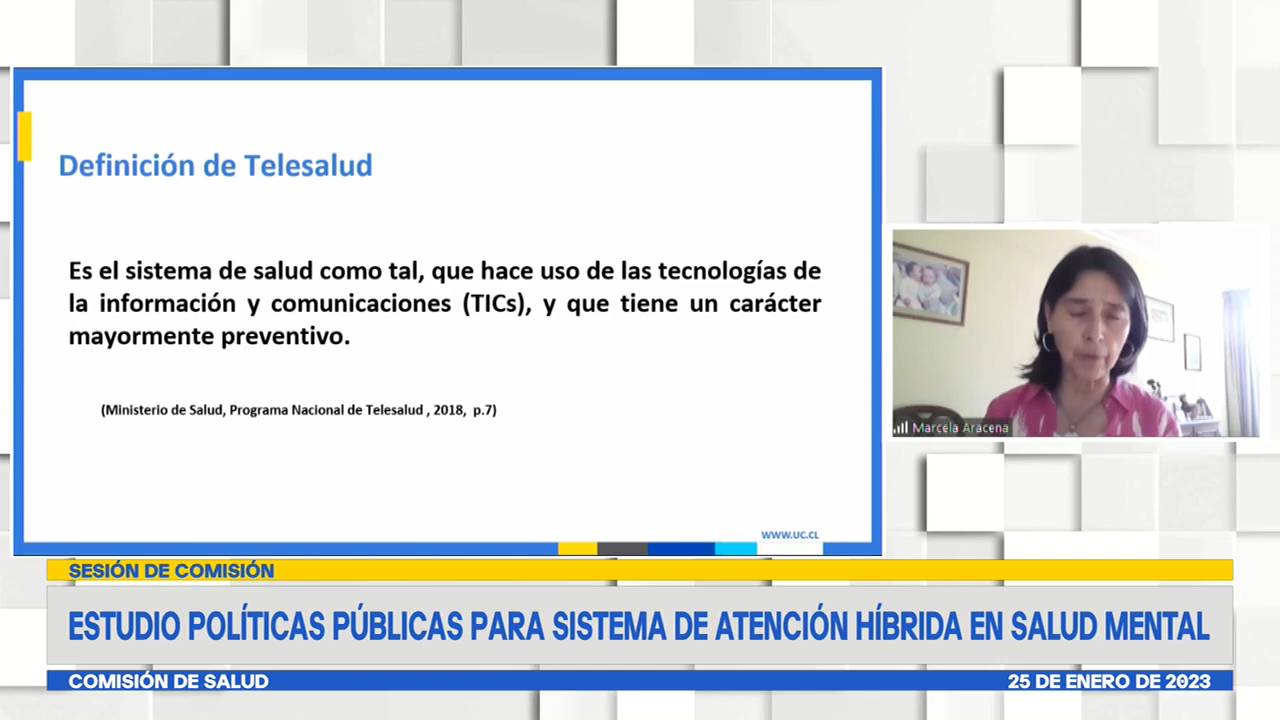 Definición de Telesalud
Es el sistema de salud como tal, que hace uso de las tecnologías de
la información y comunicaciones (TICs), y que tiene un carácter
mayormente preventivo.
(Ministerio de Salud, Programa Nacional de Telesalud , 2018, p.7)
WWW.UC.CL
Marcela Aracena
SESIÓN DE COMISIÓN
ESTUDIO POLÍTICAS PÚBLICAS PARA SISTEMA DE ATENCIÓN HÍBRIDA EN SALUD MENTAL
COMISIÓN DE SALUD
25 DE ENERO DE 2023